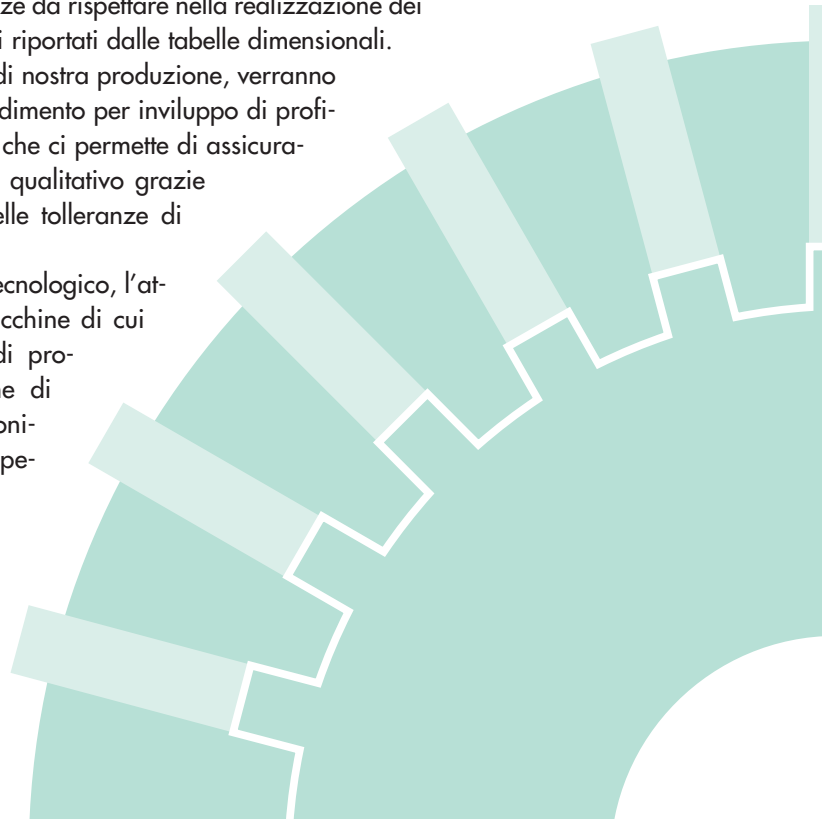 ze da rispettare nella realizzazione dei
i riportati dalle tabelle dimensionali.
di nostra produzione, verranno
dimento per inviluppo di profi-
che ci permette di assicura-
qualitativo grazie
elle tolleranze di
ecnologico, l'at-
cchine di cui
di pro-
e di
oni-
pe-